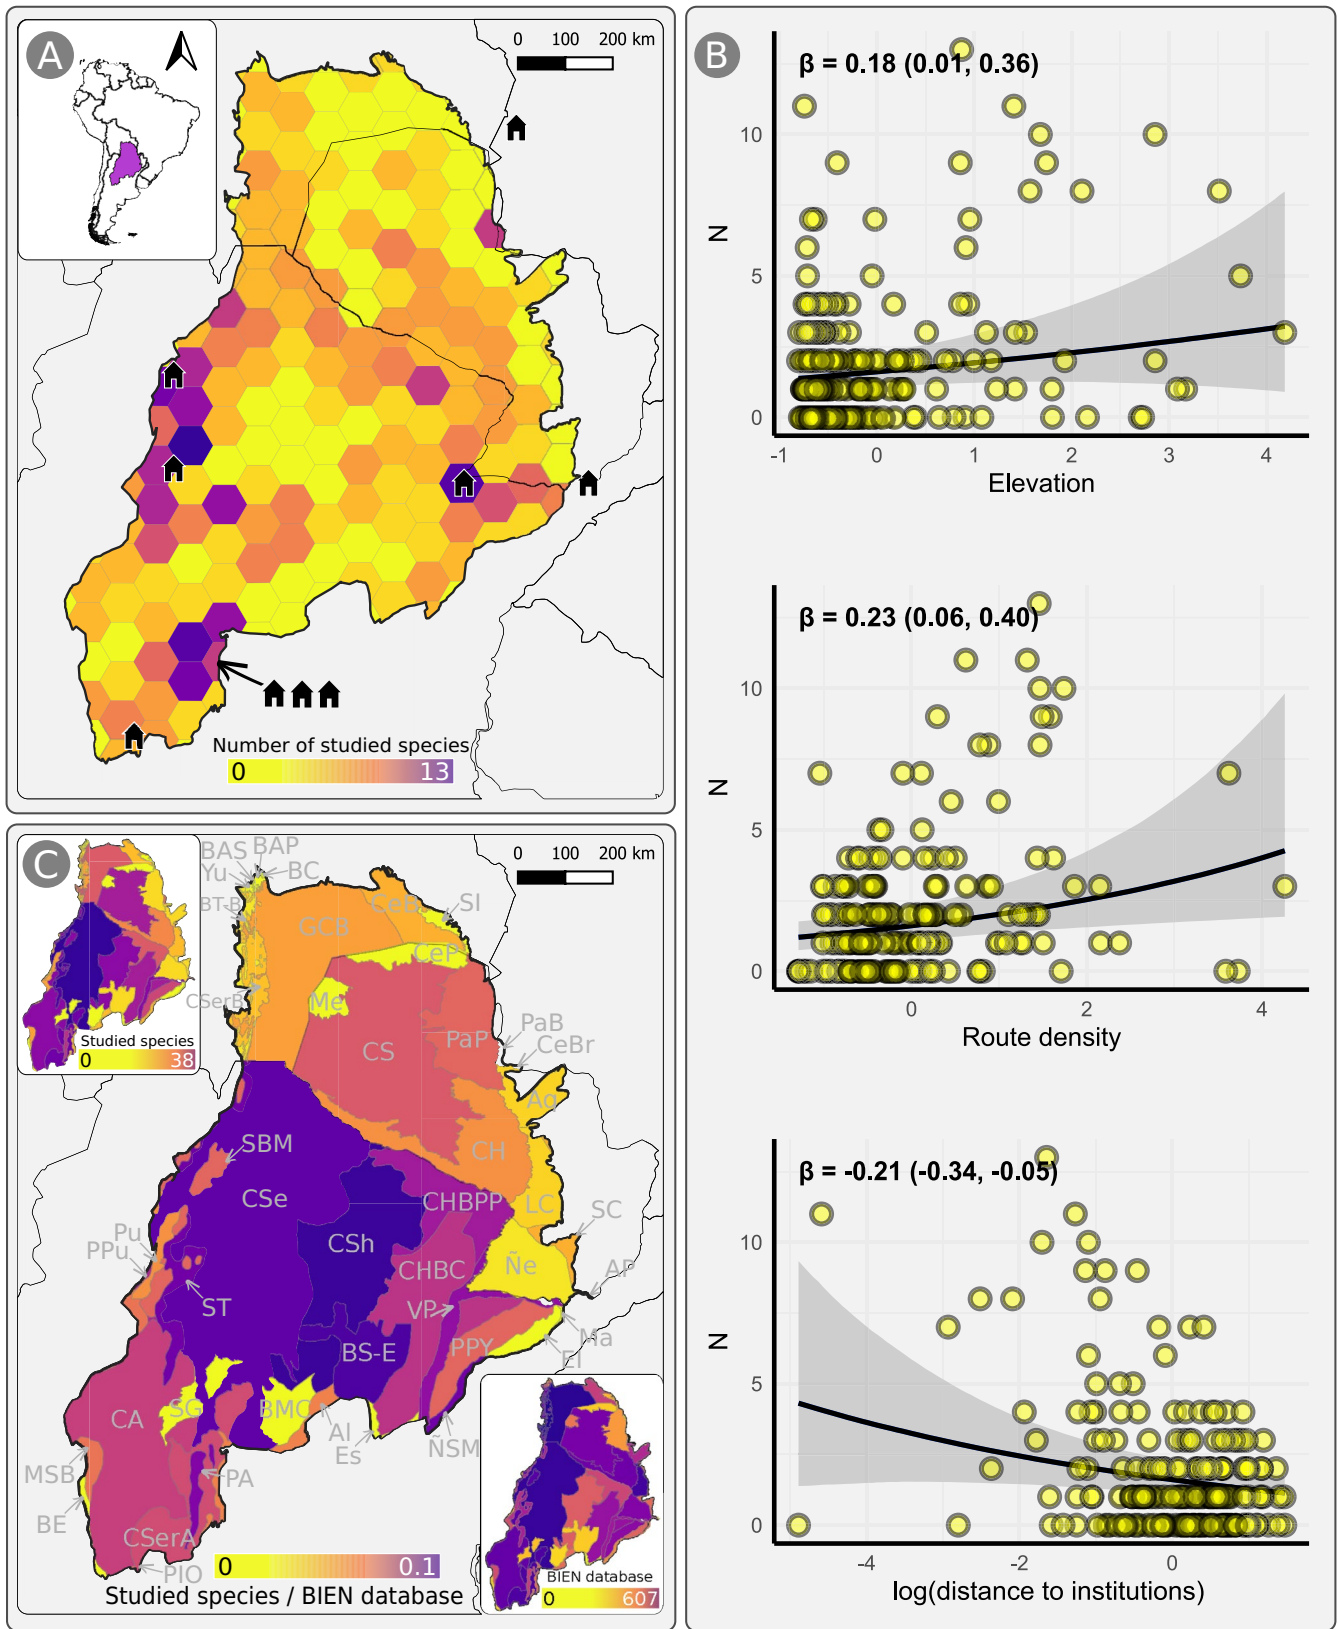 A
0 100 200 km
Number of studied species
0 13
B
β = 0.18 (0.01, 0.36)
N
10
5
0
-1 0 1 2 3 4
Elevation
β = 0.23 (0.06, 0.40)
N
10
5
0
0 2 4
Route density
β = -0.21 (-0.34, -0.05)
N
10
5
0
-4 -2 0
log(distance to institutions)
C
0 100 200 km
Studied species
0 38
BAS BAP
Yu BC
BT-B
GCB
CeB
SI
CeP
CSerB
Me
CS
PaP
PaB
CeBr
Aq
CH
SBM
CSe
CHBPP
LC
SC
Pu
PPu
CSh
CHBC
Ñe
AP
ST
VP
Ma
BS-E
PPY
EI
CA
SG
BMC
AI
Es
ÑSM
MSB
PA
BE
CSerA
PIO
0 0.1
Studied species / BIEN database
BIEN database
0 607